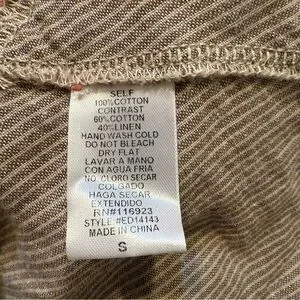 SELF
100%COTTON
CONTRAST
60%COTTON
40%LINEN
HAND WASH COLD
DO NOT BLEACH
DRY FLAT
LAVAR A MANO
CON AGUA FRIA
NO CLORO SECAR
COLGADO
HAGA SECAR
EXTENDIDO
RN#116923
STYLE:#ED14143
MADE IN CHINA
S